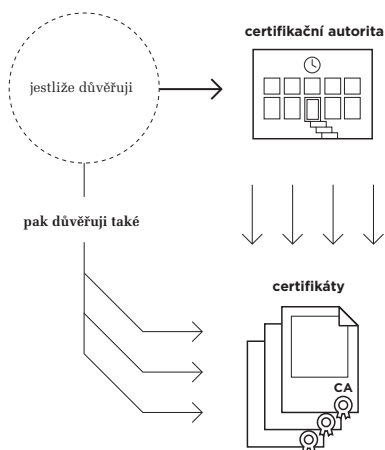 certifikační autorita
jestliže důvěřuji
pak důvěřuji také
certifikáty
CA